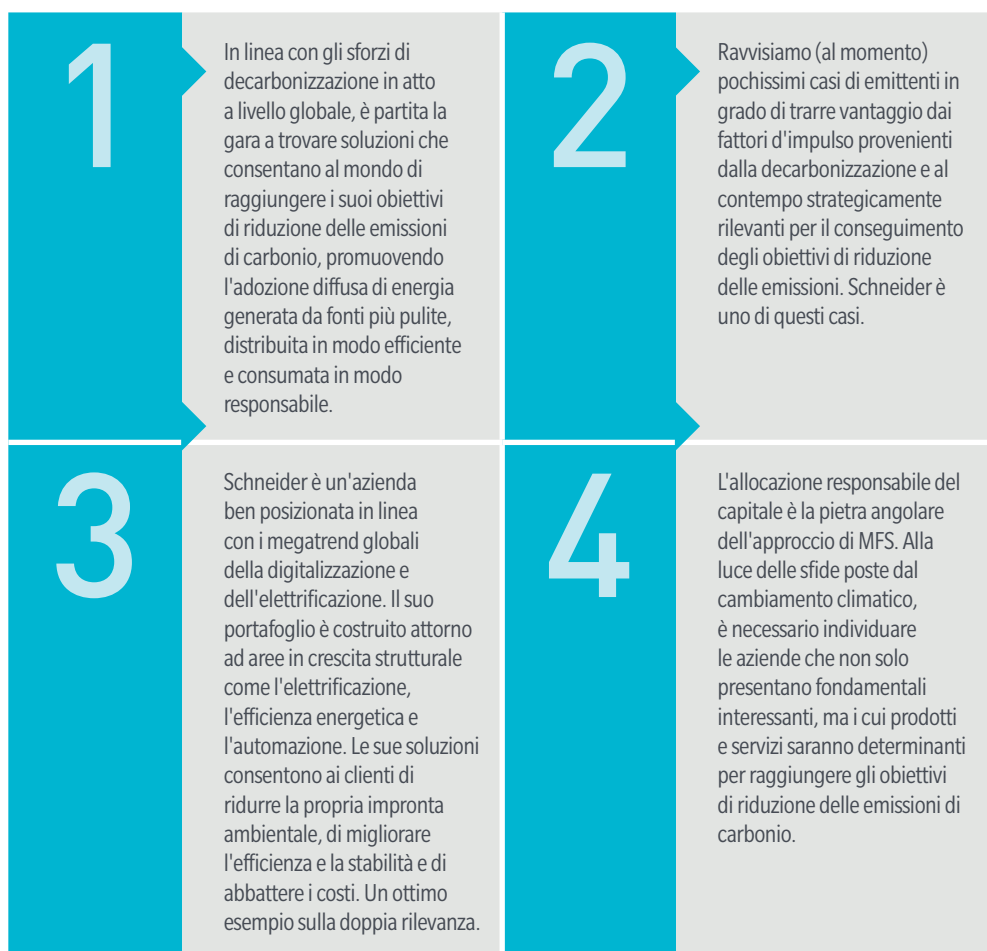 1
In linea con gli sforzi di
decarbonizzazione in atto
a livello globale, è partita la
gara a trovare soluzioni che
consentano al mondo di
raggiungere i suoi obiettivi
di riduzione delle emissioni
di carbonio, promuovendo
l'adozione diffusa di energia
generata da fonti più pulite,
distribuita in modo efficiente
e consumata in modo
responsabile.
2
Ravvisiamo (al momento)
pochissimi casi di emittenti in
grado di trarre vantaggio dai
fattori d'impulso provenienti
dalla decarbonizzazione e al
contempo strategicamente
rilevanti per il conseguimento
degli obiettivi di riduzione
delle emissioni. Schneider è
uno di questi casi.
3
Schneider è un'azienda
ben posizionata in linea
con i megatrend globali
della digitalizzazione e
dell'elettrificazione. Il suo
portafoglio è costruito attorno
ad aree in crescita strutturale
come l'elettrificazione,
l'efficienza energetica e
l'automazione. Le sue soluzioni
consentono ai clienti di
ridurre la propria impronta
ambientale, di migliorare
l'efficienza e la stabilità e di
abbattere i costi. Un ottimo
esempio sulla doppia rilevanza.
4
L'allocazione responsabile del
capitale è la pietra angolare
dell'approccio di MFS. Alla
luce delle sfide poste dal
cambiamento climatico,
è necessario individuare
le aziende che non solo
presentano fondamentali
interessanti, ma i cui prodotti
e servizi saranno determinanti
per raggiungere gli obiettivi
di riduzione delle emissioni di
carbonio.